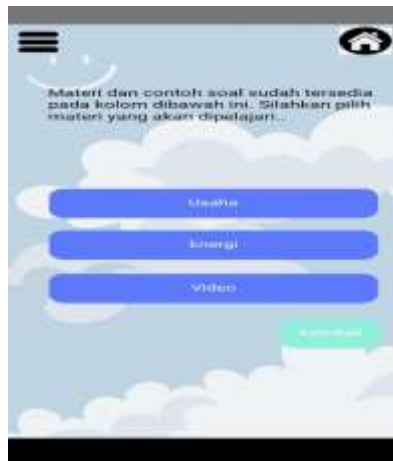 Materi dan contoh soal sudah tersedia
pada kolom dibawah ini. Silahkan pilih
materi yang akan dipelajari...
Usaha
Energi
Video
Kembali